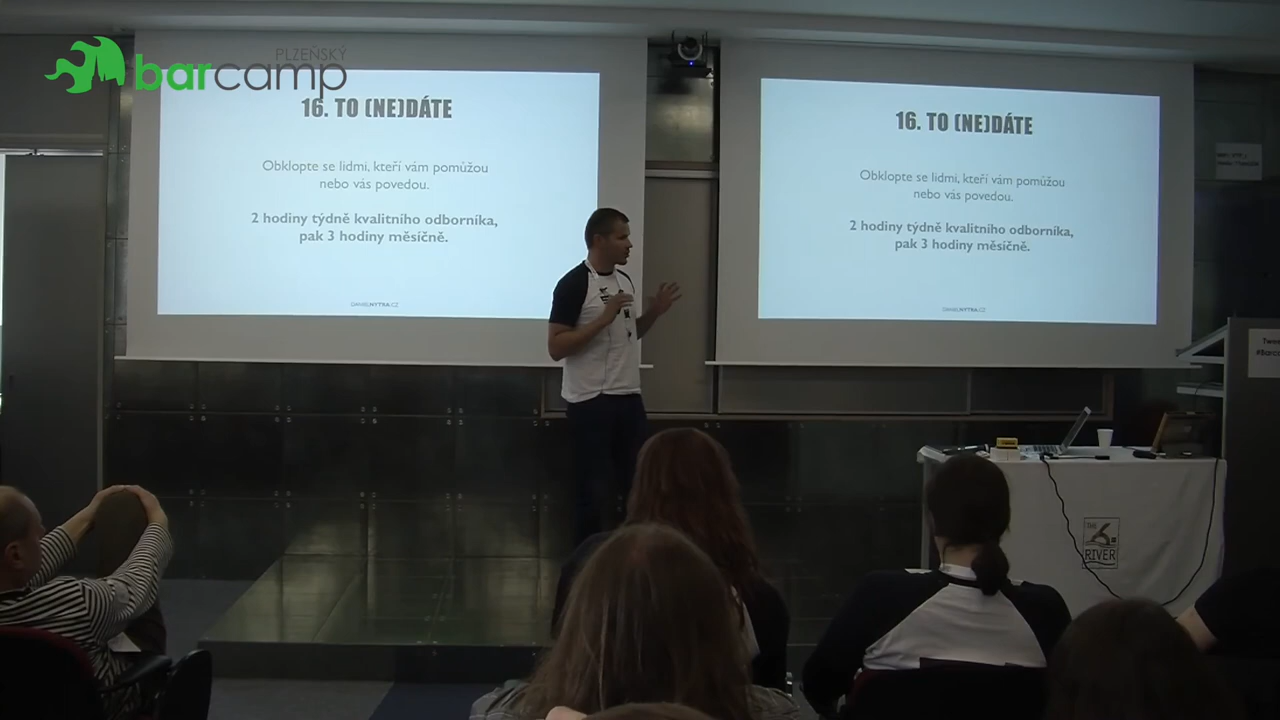 PLZEŇSKÝ
barcamp
16. TO (NE)DÁTE
Obklopte se lidmi, kteří vám pomůžou
nebo vás povedou.
2 hodiny týdně kvalitního odborníka,
pak 3 hodiny měsíčně.
DANIELNYTRA.CZ
16. TO (NE)DÁTE
Obklopte se lidmi, kteří vám pomůžou
nebo vás povedou.
2 hodiny týdně kvalitního odborníka,
pak 3 hodiny měsíčně.
DANIELNYTRA.CZ
THE
RIVER